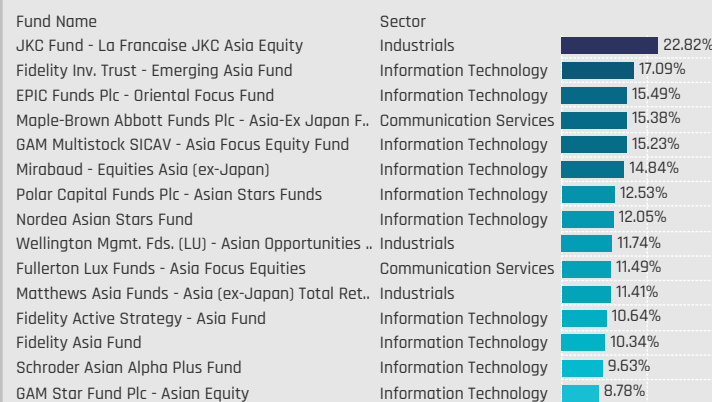 Fund Name Sector
JKC Fund - La Francaise JKC Asia Equity Industrials 22.82%
Fidelity Inv. Trust - Emerging Asia Fund Information Technology 17.09%
EPIC Funds Plc - Oriental Focus Fund Information Technology 15.49%
Maple-Brown Abbott Funds Plc - Asia-Ex Japan F.. Communication Services 15.38%
GAM Multistock SICAV - Asia Focus Equity Fund Information Technology 15.23%
Mirabaud - Equities Asia (ex-Japan) Information Technology 14.84%
Polar Capital Funds Plc - Asian Stars Funds Information Technology 12.53%
Nordea Asian Stars Fund Information Technology 12.05%
Wellington Mgmt. Fds. (LU) - Asian Opportunities .. Industrials 11.74%
Fullerton Lux Funds - Asia Focus Equities Communication Services 11.49%
Matthews Asia Funds - Asia (ex-Japan) Total Ret.. Industrials 11.41%
Fidelity Active Strategy - Asia Fund Information Technology 10.64%
Fidelity Asia Fund Information Technology 10.34%
Schroder Asian Alpha Plus Fund Information Technology 9.63%
GAM Star Fund Plc - Asian Equity Information Technology 8.78%